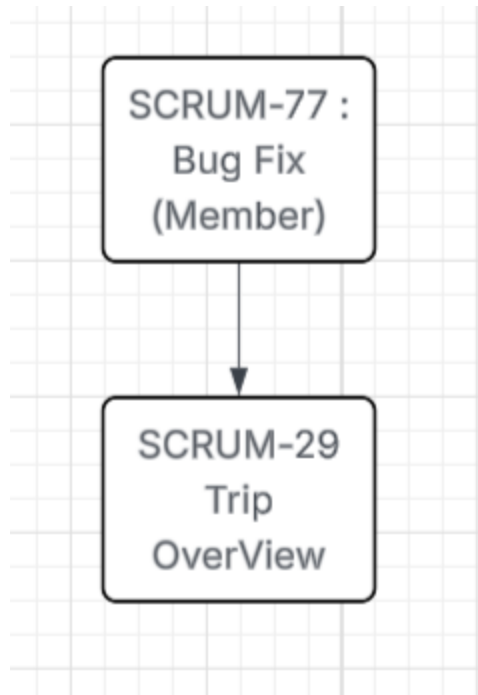 SCRUM-77 :
Bug Fix
(Member)
SCRUM-29
Trip
OverView